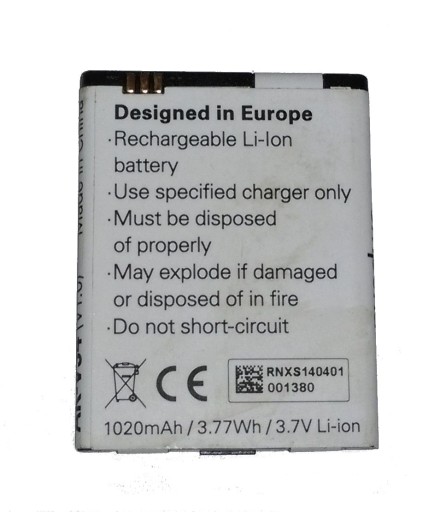 Designed in Europe
·Rechargeable Li-Ion
battery
·Use specified charger only
·Must be disposed
of properly
·May explode if damaged
or disposed of in fire
·Do not short-circuit
CE
RNXS140401
001380
1020mAh / 3.77Wh / 3.7V Li-ion